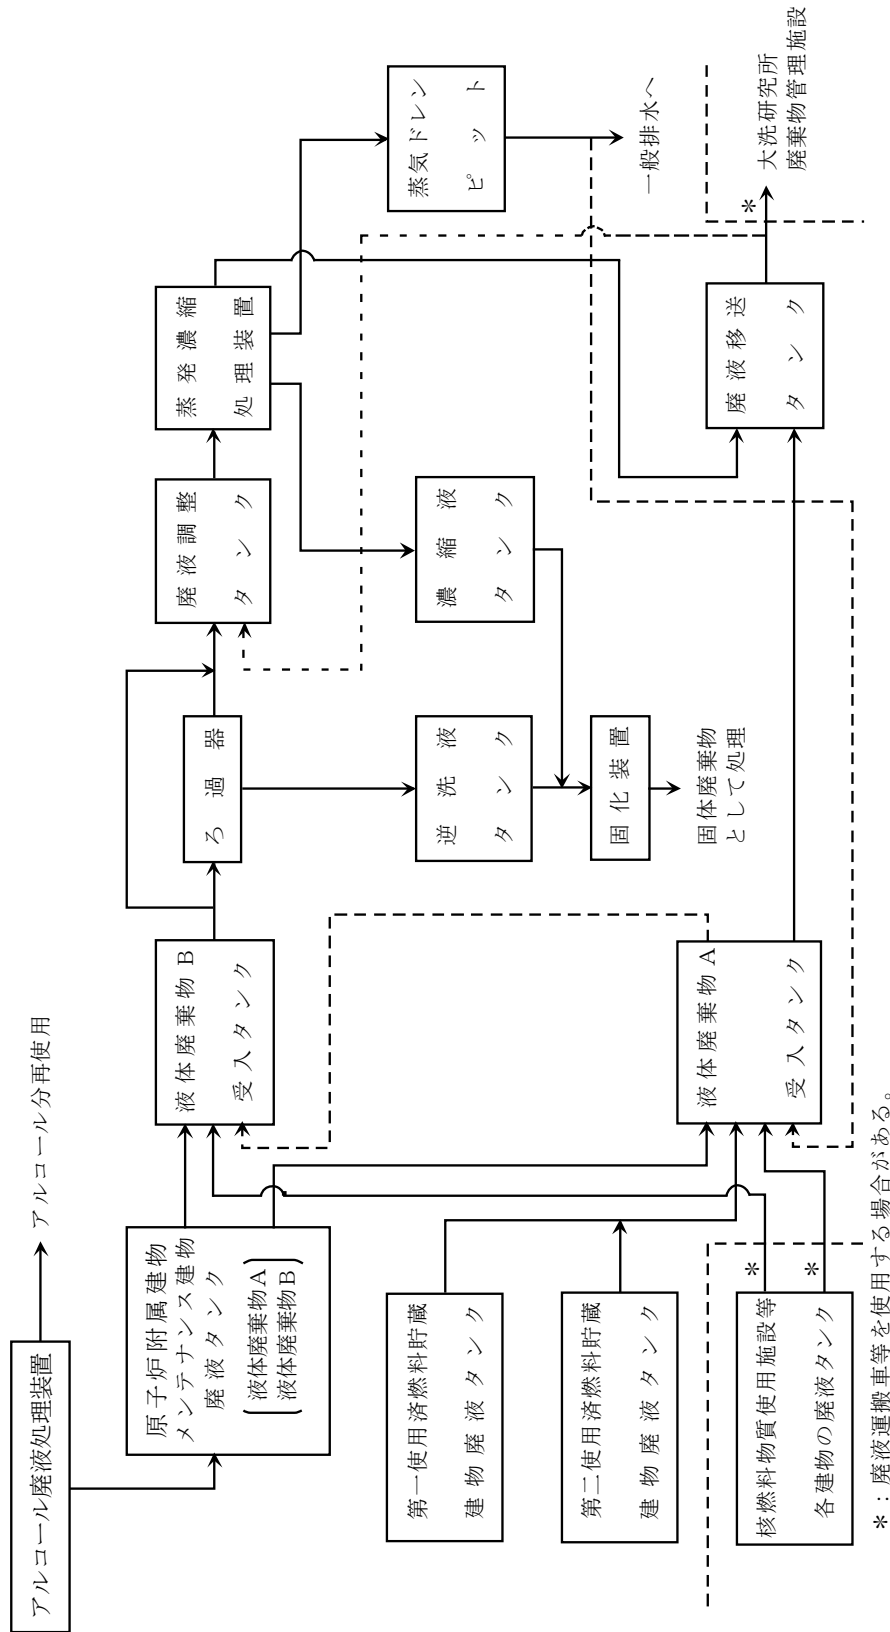 アルコール廃液処理装置
アルコール分再使用
原子炉附属建物
メンテナンス建物
廃液タンク
(液体廃棄物A
液体廃棄物B)
第一使用済燃料貯蔵
建物廃液タンク
第二使用済燃料貯蔵
建物廃液タンク
核燃料物質使用施設等
各建物の廃液タンク
*
*
液体廃棄物B
受入タンク
液体廃棄物A
受入タンク
ろ過器
逆洗液
タンク
固化装置
固体廃棄物
として処理
廃液調整
タンク
濃縮液
タンク
蒸発濃縮
処理装置
廃液移送
タンク
蒸気ドレン
ピット
一般排水へ
*
大洗研究所
廃棄物管理施設
*：廃液運搬車等を使用する場合がある。